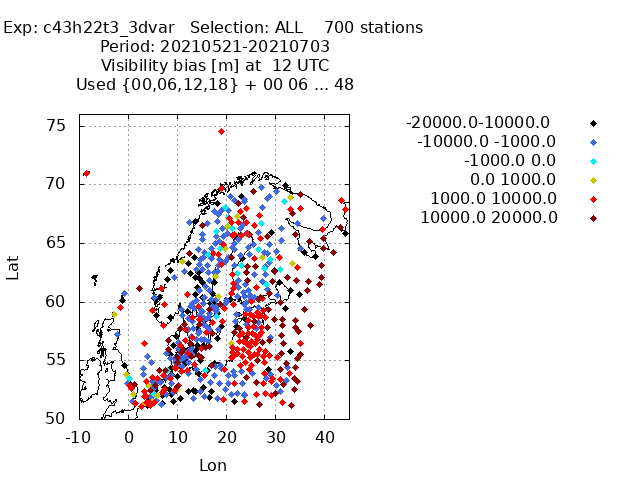 Exp: c43h22t3_3dvar   Selection: ALL    700 stations
Period: 20210521-20210703
Visibility bias [m] at  12 UTC
Used {00,06,12,18} + 00 06 ... 48
-20000.0-10000.0
-10000.0 -1000.0
-1000.0 0.0
0.0 1000.0
1000.0 10000.0
10000.0 20000.0
75
70
65
60
55
50
Lat
-10 0 10 20 30 40
Lon